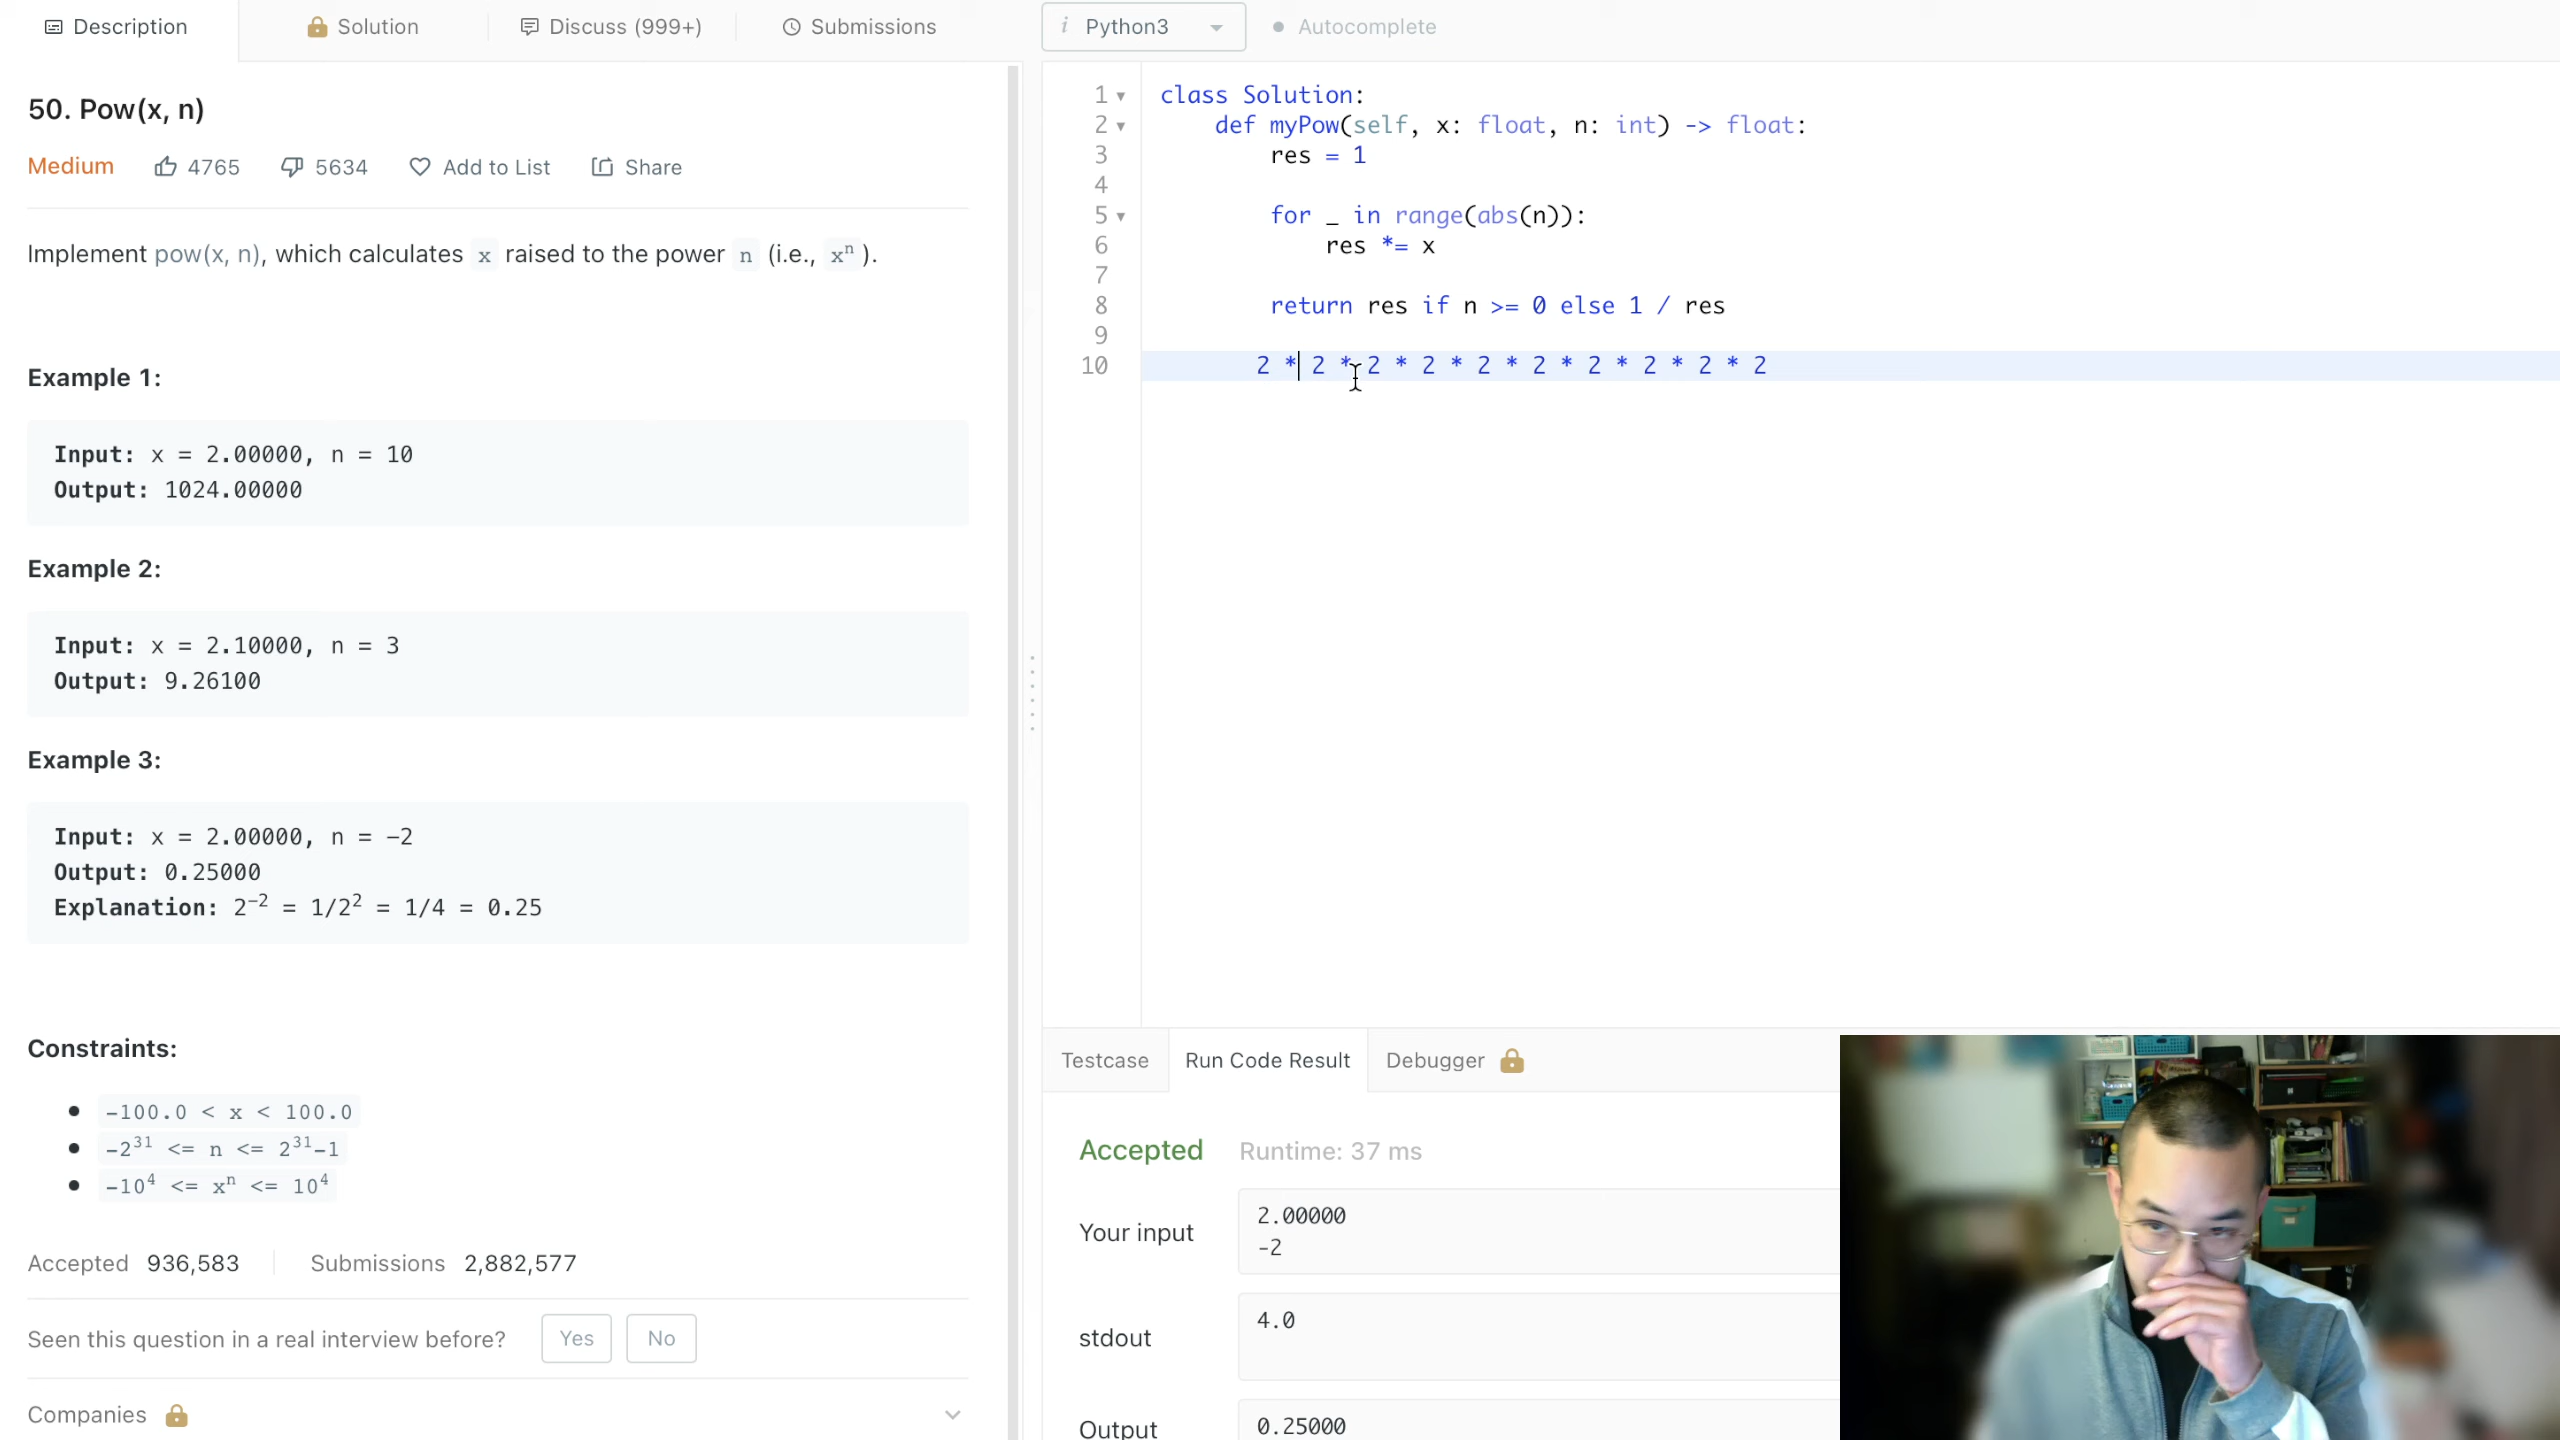 Description
Solution
Discuss (999+)
Submissions
i Python3
Autocomplete
50. Pow(x, n)
Medium 4765 5634 Add to List Share
Implement pow(x, n), which calculates x raised to the power n (i.e., xⁿ).
Example 1:
Input: x = 2.00000, n = 10
Output: 1024.00000
Example 2:
Input: x = 2.10000, n = 3
Output: 9.26100
Example 3:
Input: x = 2.00000, n = -2
Output: 0.25000
Explanation: 2⁻² = 1/2² = 1/4 = 0.25
Constraints:
-100.0 < x < 100.0
-2³¹ <= n <= 2³¹-1
-10⁴ <= xⁿ <= 10⁴
Accepted 936,583 Submissions 2,882,577
Seen this question in a real interview before? Yes No
Companies
1 class Solution:
2 def myPow(self, x: float, n: int) -> float:
3 res = 1
4
5 for _ in range(abs(n)):
6 res *= x
7
8 return res if n >= 0 else 1 / res
9
10 2 * 2 * 2 * 2 * 2 * 2 * 2 * 2 * 2 * 2
Testcase
Run Code Result
Debugger
Accepted Runtime: 37 ms
Your input
2.00000
-2
stdout
4.0
Output
0.25000